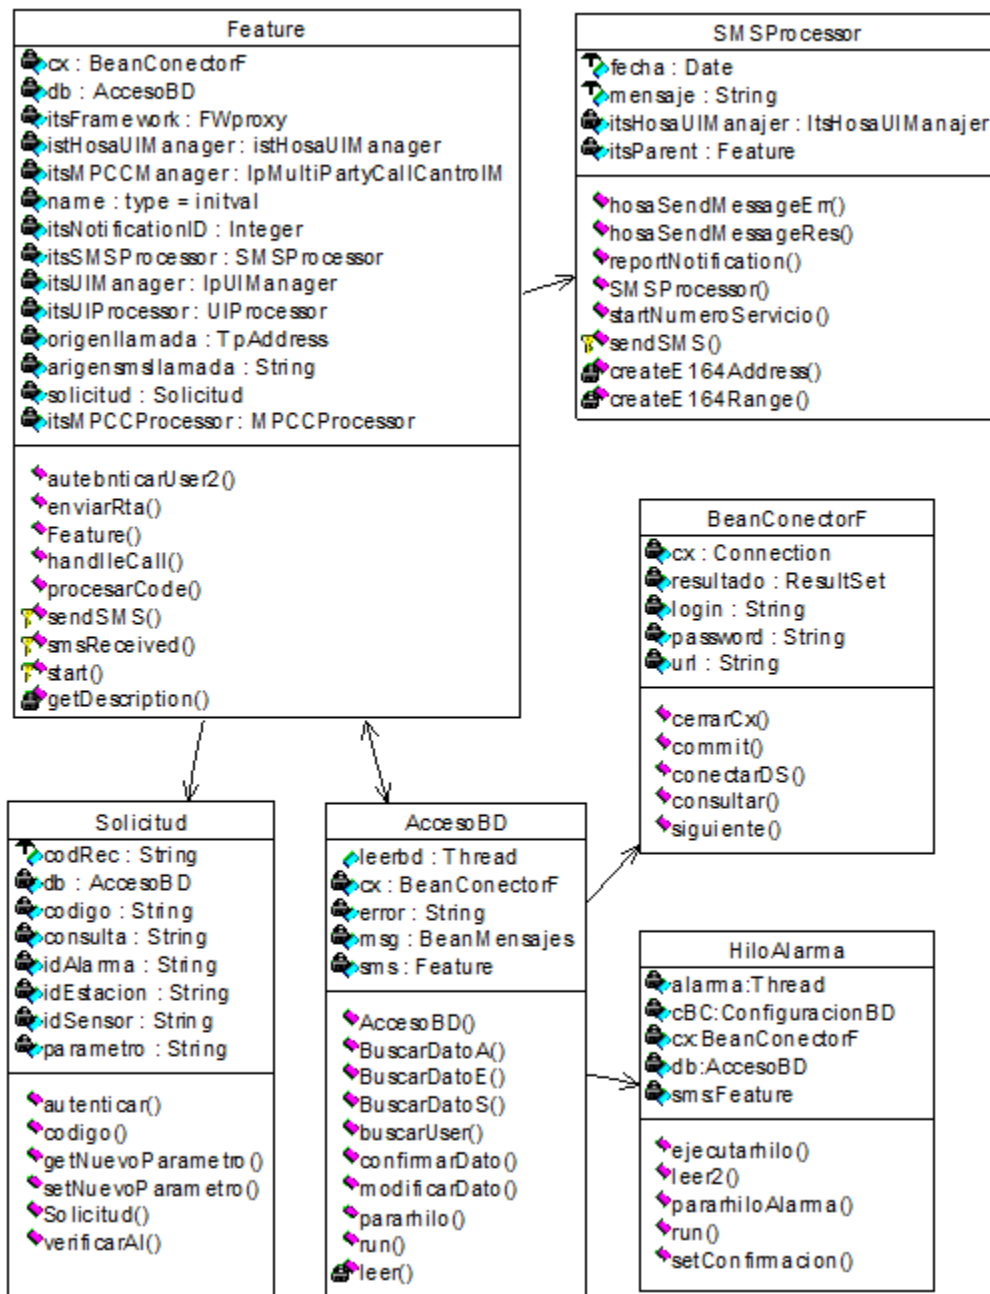 Feature
cx : BeanConectorF
db : AccesoBD
itsFramework : FWproxy
istHosaUIManager : istHosaUIManager
itsMPCCManager : IpMultiPartyCallCantrolM
name : type = initval
itsNotificationID : Integer
itsSMSProcessor : SMSProcessor
itsUIManager : IpUIManager
itsUIProcessor : UIProcessor
origenllamada : TpAddress
arigensmsllamada : String
solicitud : Solicitud
itsMPCCProcessor : MPCCProcessor
autebnticarUser2()
enviarRta()
Feature()
handlleCall()
procesarCode()
sendSMS()
smsReceived()
start()
getDescription()
SMSProcessor
fecha : Date
mensaje : String
itsHosaUIManajer : ItsHosaUIManajer
itsParent : Feature
hosaSendMessageErr()
hosaSendMessageRes()
reportNotification()
SMSProcessor()
startNumeroServicio()
sendSMS()
createE164Address()
createE164Range()
BeanConectorF
cx : Connection
resultado : ResultSet
login : String
password : String
url : String
cerrarCx()
commit()
conectarDS()
consultar()
siguiente()
Solicitud
codRec : String
db : AccesoBD
codigo : String
consulta : String
idAlarma : String
idEstacion : String
idSensor : String
parametro : String
autenticar()
codigo()
getNuevoParametro()
setNuevoParametro()
Solicitud()
verificarAl()
AccesoBD
leerbd : Thread
cx : BeanConectorF
error : String
msg : BeanMensajes
sms : Feature
AccesoBD()
BuscarDatoA()
BuscarDatoE()
BuscarDatoS()
buscarUser()
confirmarDato()
modificarDato()
pararhilo()
run()
leer()
HiloAlarma
alarma:Thread
cBC:ConfiguracionBD
cx:BeanConectorF
db:AccesoBD
sms:Feature
ejecutarhilo()
leer2()
pararhiloAlarma()
run()
setConfirmacion()